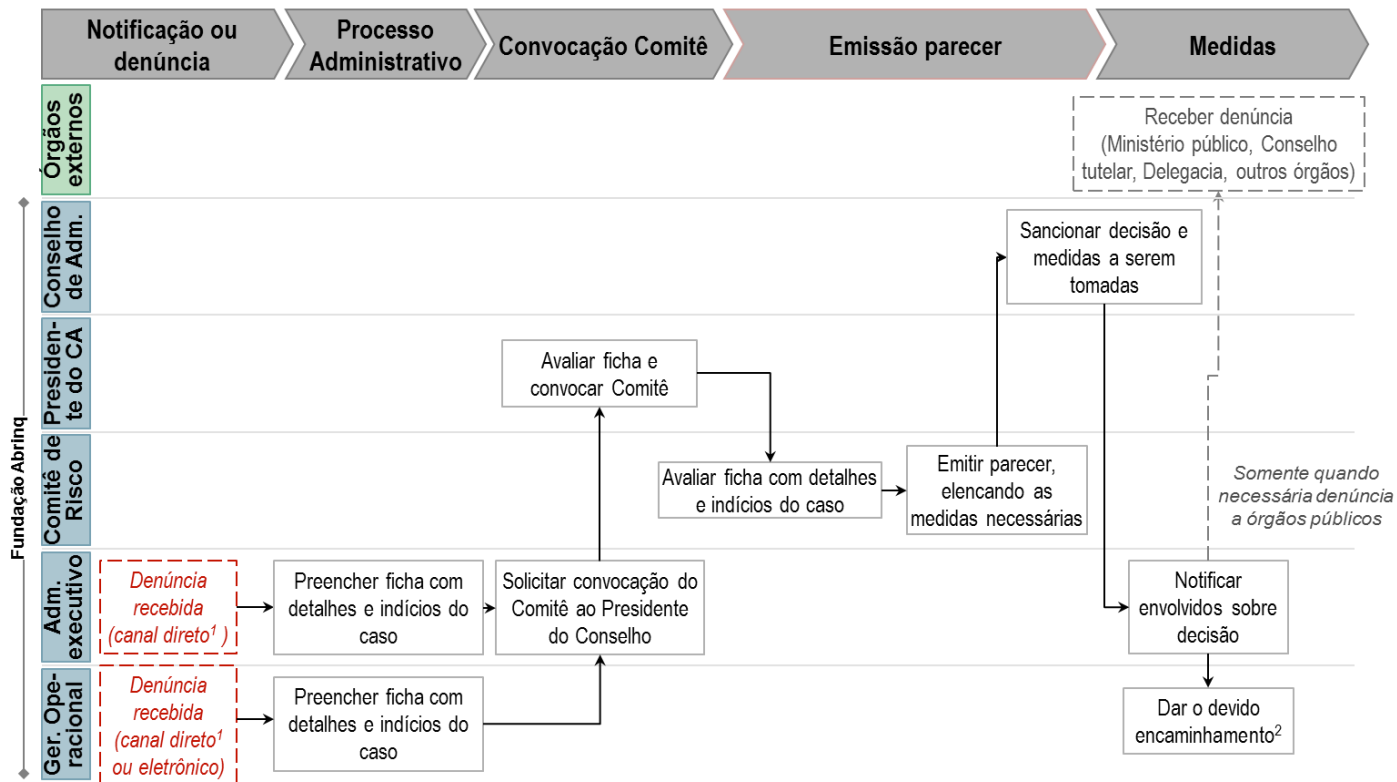 Notificação ou
denúncia
Processo
Administrativo
Convocação Comitê
Emissão parecer
Medidas
Órgãos
externos
Receber denúncia
(Ministério público, Conselho
tutelar, Delegacia, outros órgãos)
Fundação Abrinq
Conselho
de Adm.
Sancionar decisão e
medidas a serem
tomadas
Presiden-
te do CA
Avaliar ficha e
convocar Comitê
Comitê de
Risco
Avaliar ficha com detalhes
e indícios do caso
Emitir parecer,
elencando as
medidas necessárias
Somente quando
necessária denúncia
a órgãos públicos
Adm.
executivo
Denúncia
recebida
(canal direto¹ )
Preencher ficha com
detalhes e indícios do
caso
Solicitar convocação do
Comitê ao Presidente
do Conselho
Notificar
envolvidos sobre
decisão
Ger. Ope-
racional
Denúncia
recebida
(canal direto¹
ou eletrônico)
Preencher ficha com
detalhes e indícios do
caso
Dar o devido
encaminhamento²